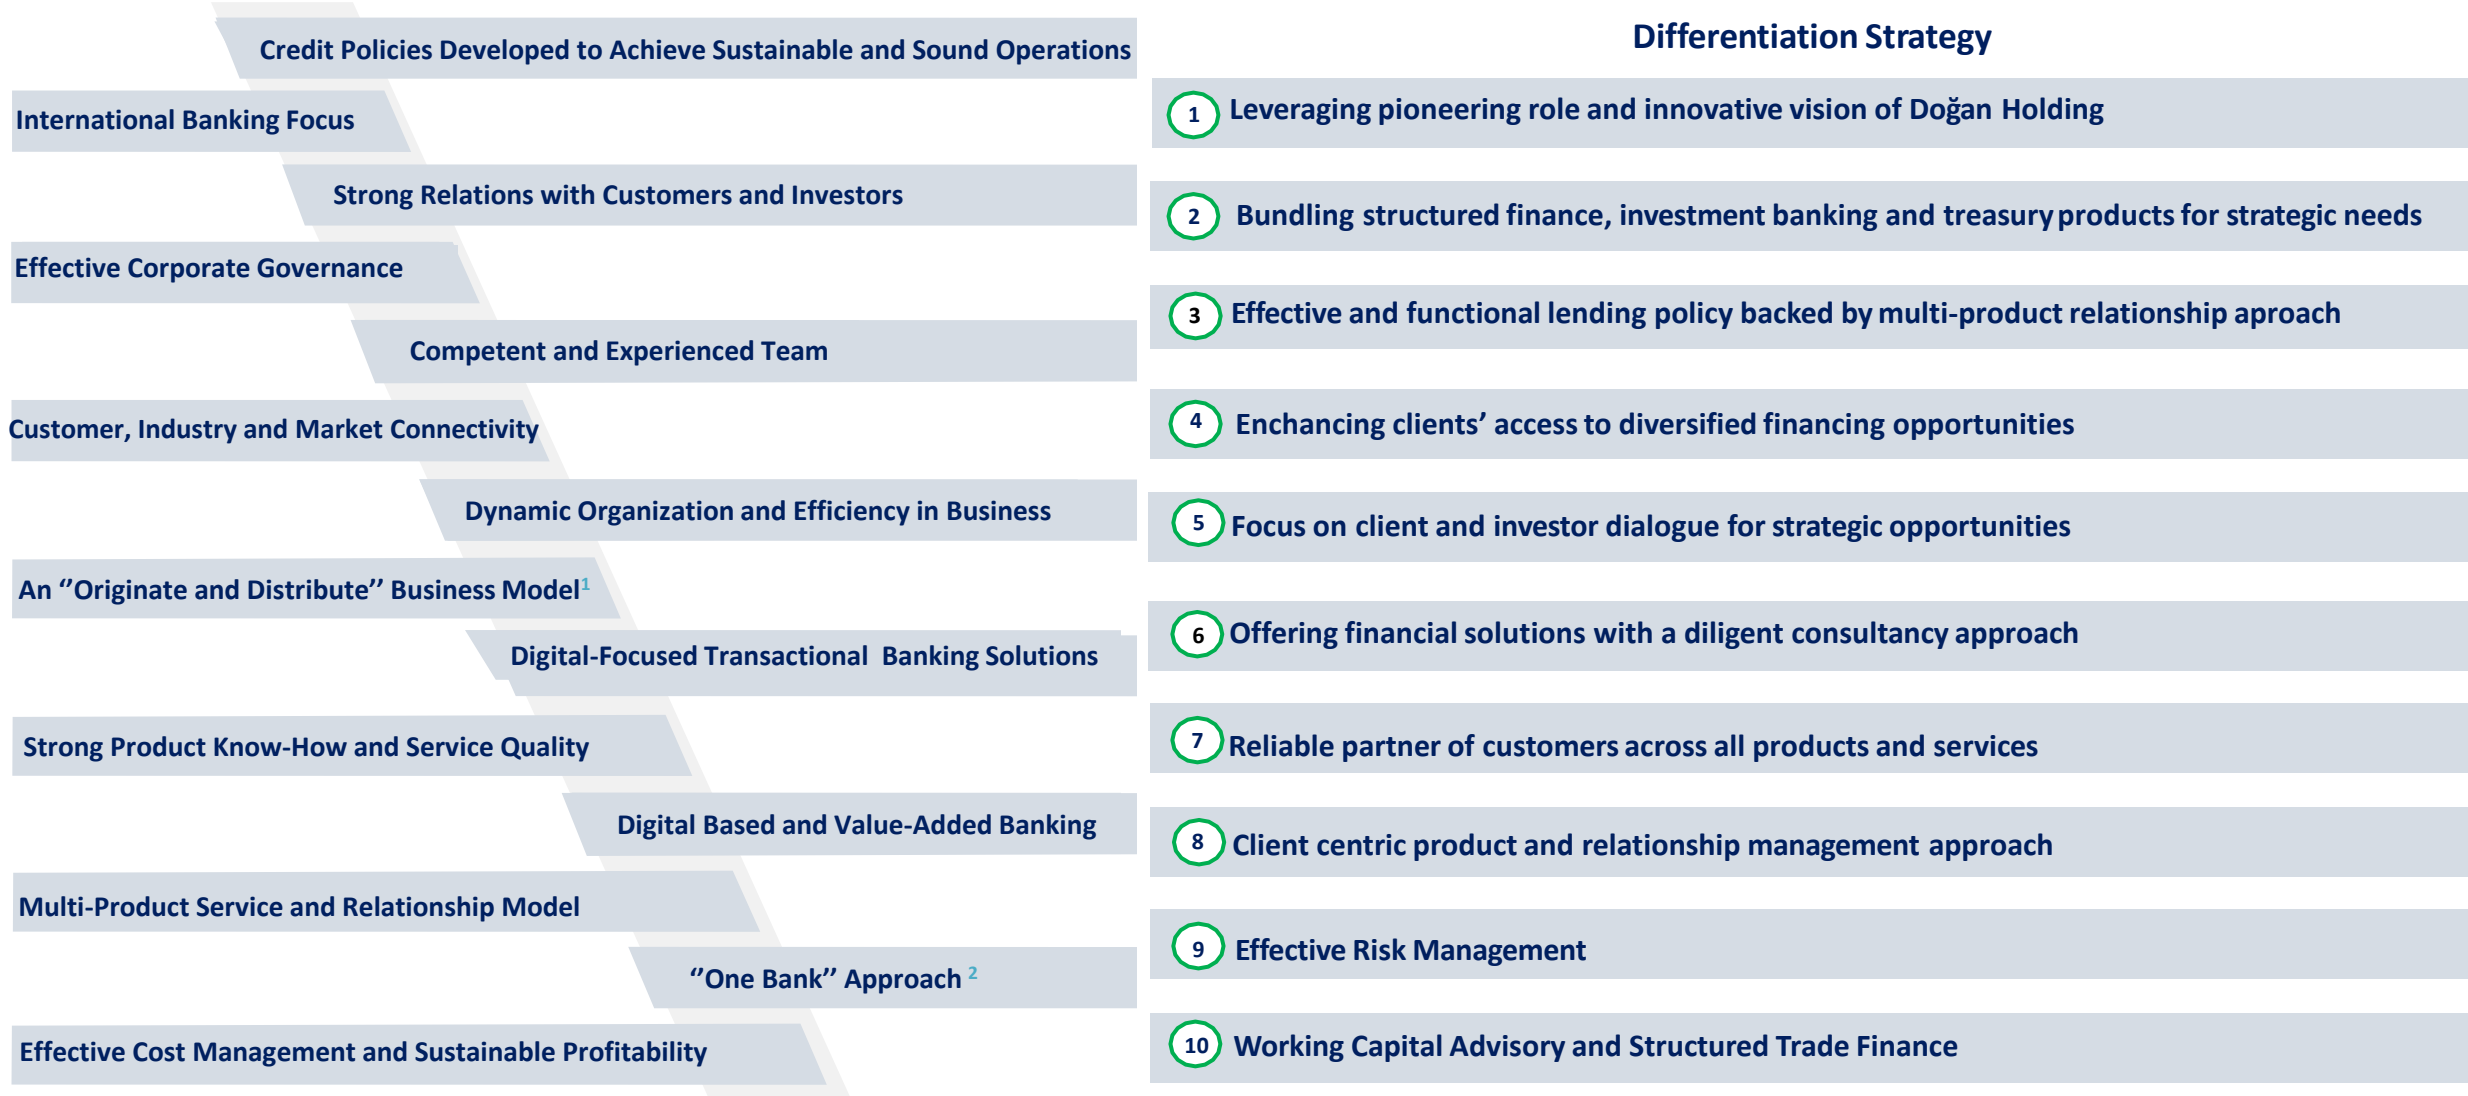 Credit Policies Developed to Achieve Sustainable and Sound Operations
International Banking Focus
Strong Relations with Customers and Investors
Effective Corporate Governance
Competent and Experienced Team
Customer, Industry and Market Connectivity
Dynamic Organization and Efficiency in Business
An ‘’Originate and Distribute’’ Business Model1
Digital-Focused Transactional Banking Solutions
Strong Product Know-How and Service Quality
Digital Based and Value-Added Banking
Multi-Product Service and Relationship Model
‘’One Bank’’ Approach 2
Effective Cost Management and Sustainable Profitability
Differentiation Strategy
1 Leveraging pioneering role and innovative vision of Doğan Holding
2 Bundling structured finance, investment banking and treasury products for strategic needs
3 Effective and functional lending policy backed by multi-product relationship aproach
4 Enchancing clients’ access to diversified financing opportunities
5 Focus on client and investor dialogue for strategic opportunities
6 Offering financial solutions with a diligent consultancy approach
7 Reliable partner of customers across all products and services
8 Client centric product and relationship management approach
9 Effective Risk Management
10 Working Capital Advisory and Structured Trade Finance